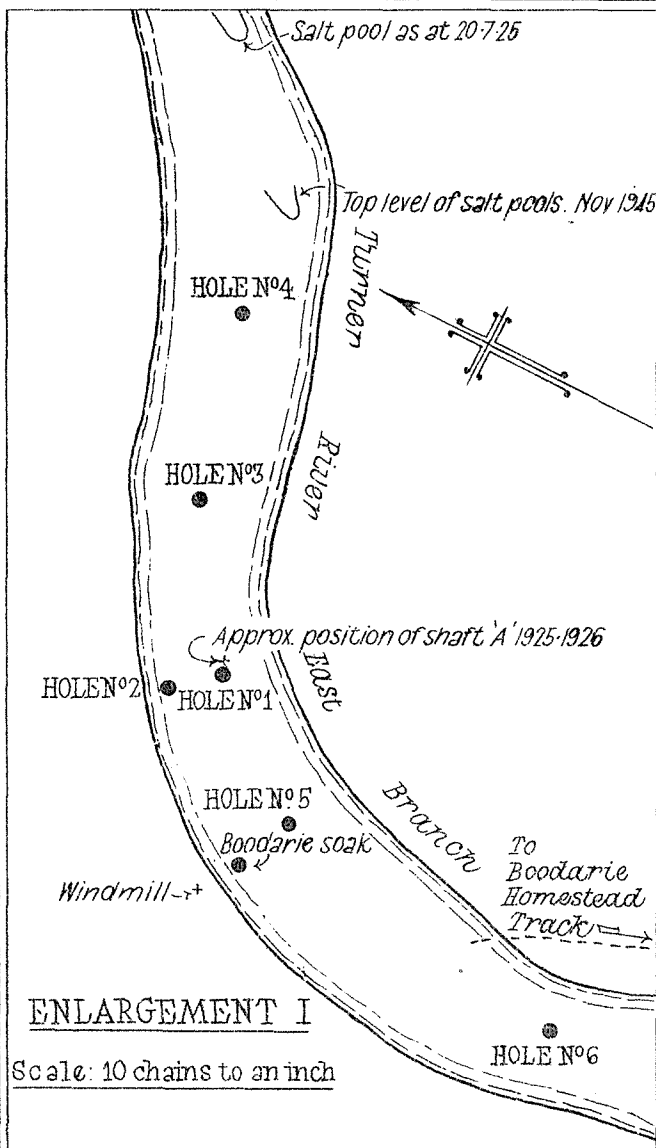 Salt pool as at 20·7·25
Top level of salt pools. Nov 1945
Turner
HOLE Nº4
River
HOLE Nº3
Approx. position of shaft 'A' 1925·1926
East
HOLE Nº2
HOLE Nº1
Branch
HOLE Nº5
Boodarie soak
Windmill
To
Boodarie
Homestead
Track
ENLARGEMENT I
Scale: 10 chains to an inch
HOLE Nº6